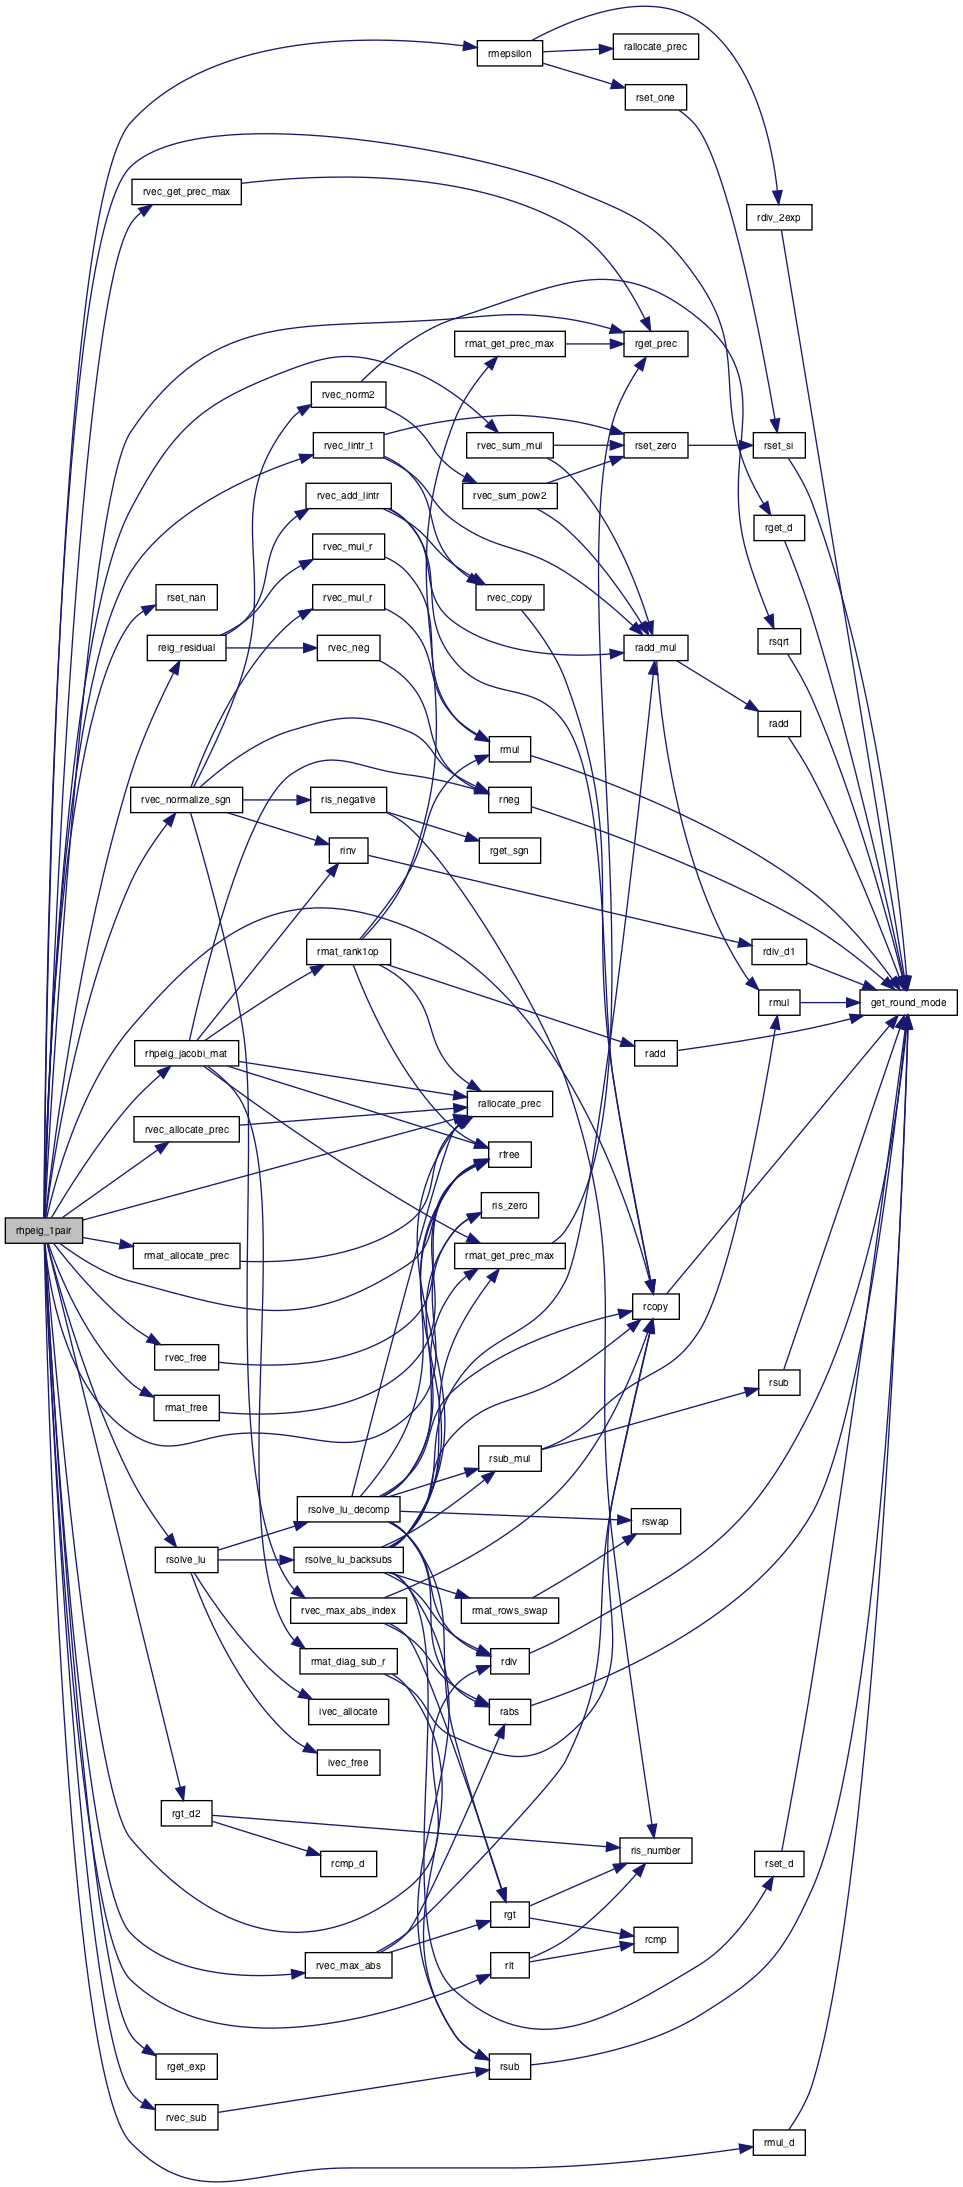 rmepsilon
rallocate_prec
rset_one
rvec_get_prec_max
rdiv_2exp
rmat_get_prec_max
rget_prec
rvec_norm2
rvec_lintr_t
rvec_sum_mul
rset_zero
rset_si
rvec_add_lintr
rvec_sum_pow2
rget_d
rvec_mul_r
rset_nan
rvec_mul_r
rvec_copy
reig_residual
rvec_neg
radd_mul
rsqrt
radd
rmul
rvec_normalize_sgn
ris_negative
rneg
rinv
rget_sgn
rmat_rank1op
rdiv_d1
rmul
get_round_mode
rhpeig_jacobi_mat
radd
rallocate_prec
rvec_allocate_prec
rfree
ris_zero
rhpeig_1pair
rmat_allocate_prec
rmat_get_prec_max
rcopy
rvec_free
rsub
rmat_free
rsub_mul
rsolve_lu_decomp
rswap
rsolve_lu
rsolve_lu_backsubs
rvec_max_abs_index
rmat_rows_swap
rmat_diag_sub_r
rdiv
ivec_allocate
rabs
ivec_free
rgt_d2
ris_number
rcmp_d
rset_d
rgt
rcmp
rvec_max_abs
rlt
rget_exp
rsub
rvec_sub
rmul_d